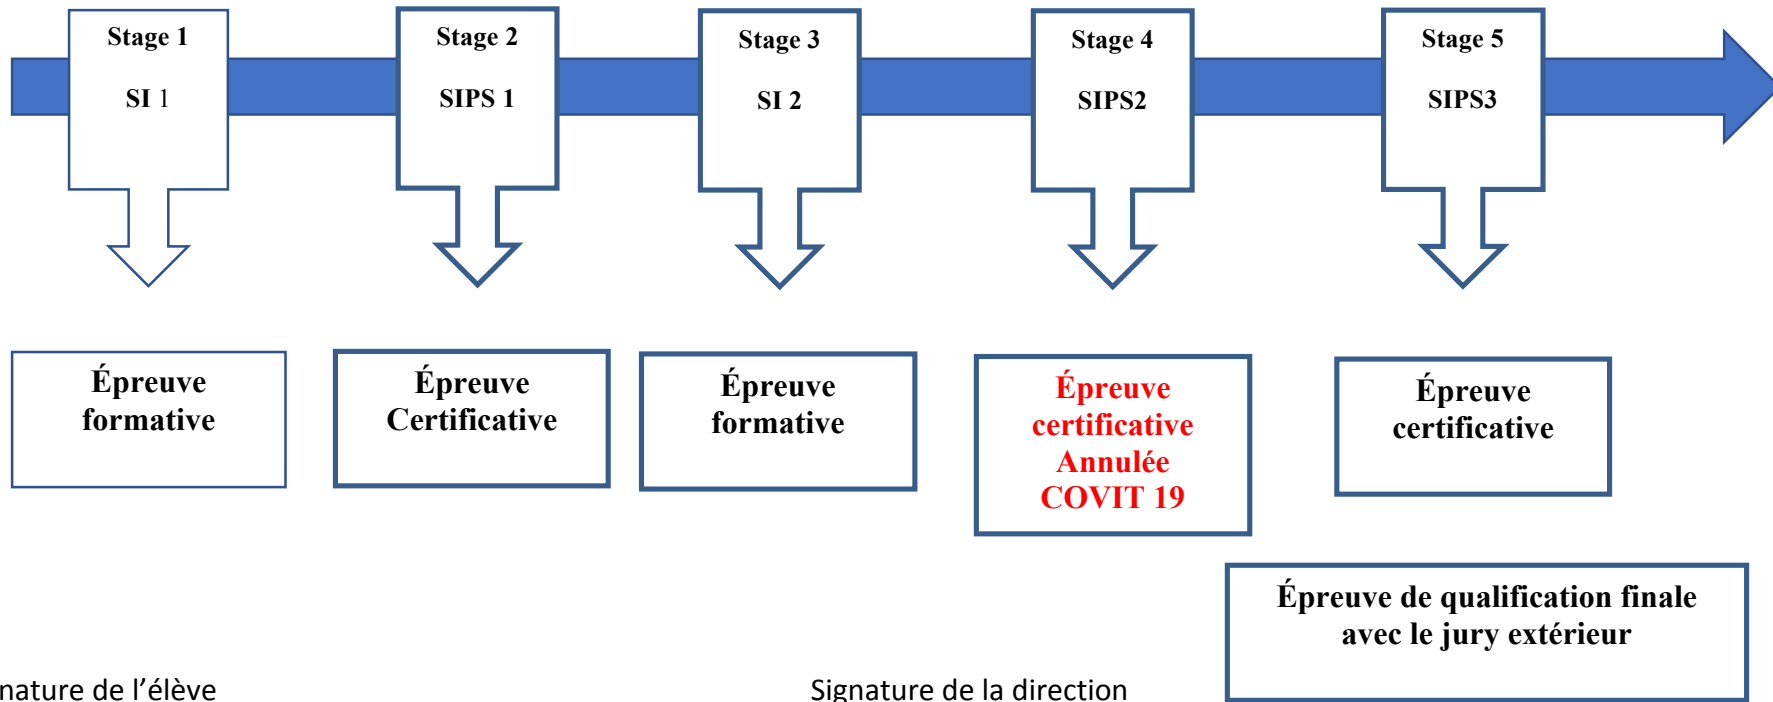 Stage 1
SI 1
Stage 2
SIPS 1
Stage 3
SI 2
Stage 4
SIPS2
Stage 5
SIPS3
Épreuve
formative
Épreuve
Certificative
Épreuve
formative
Épreuve
certificative
Annulée
COVIT 19
Épreuve
certificative
Épreuve de qualification finale
avec le jury extérieur
nature de l’élève
Signature de la direction